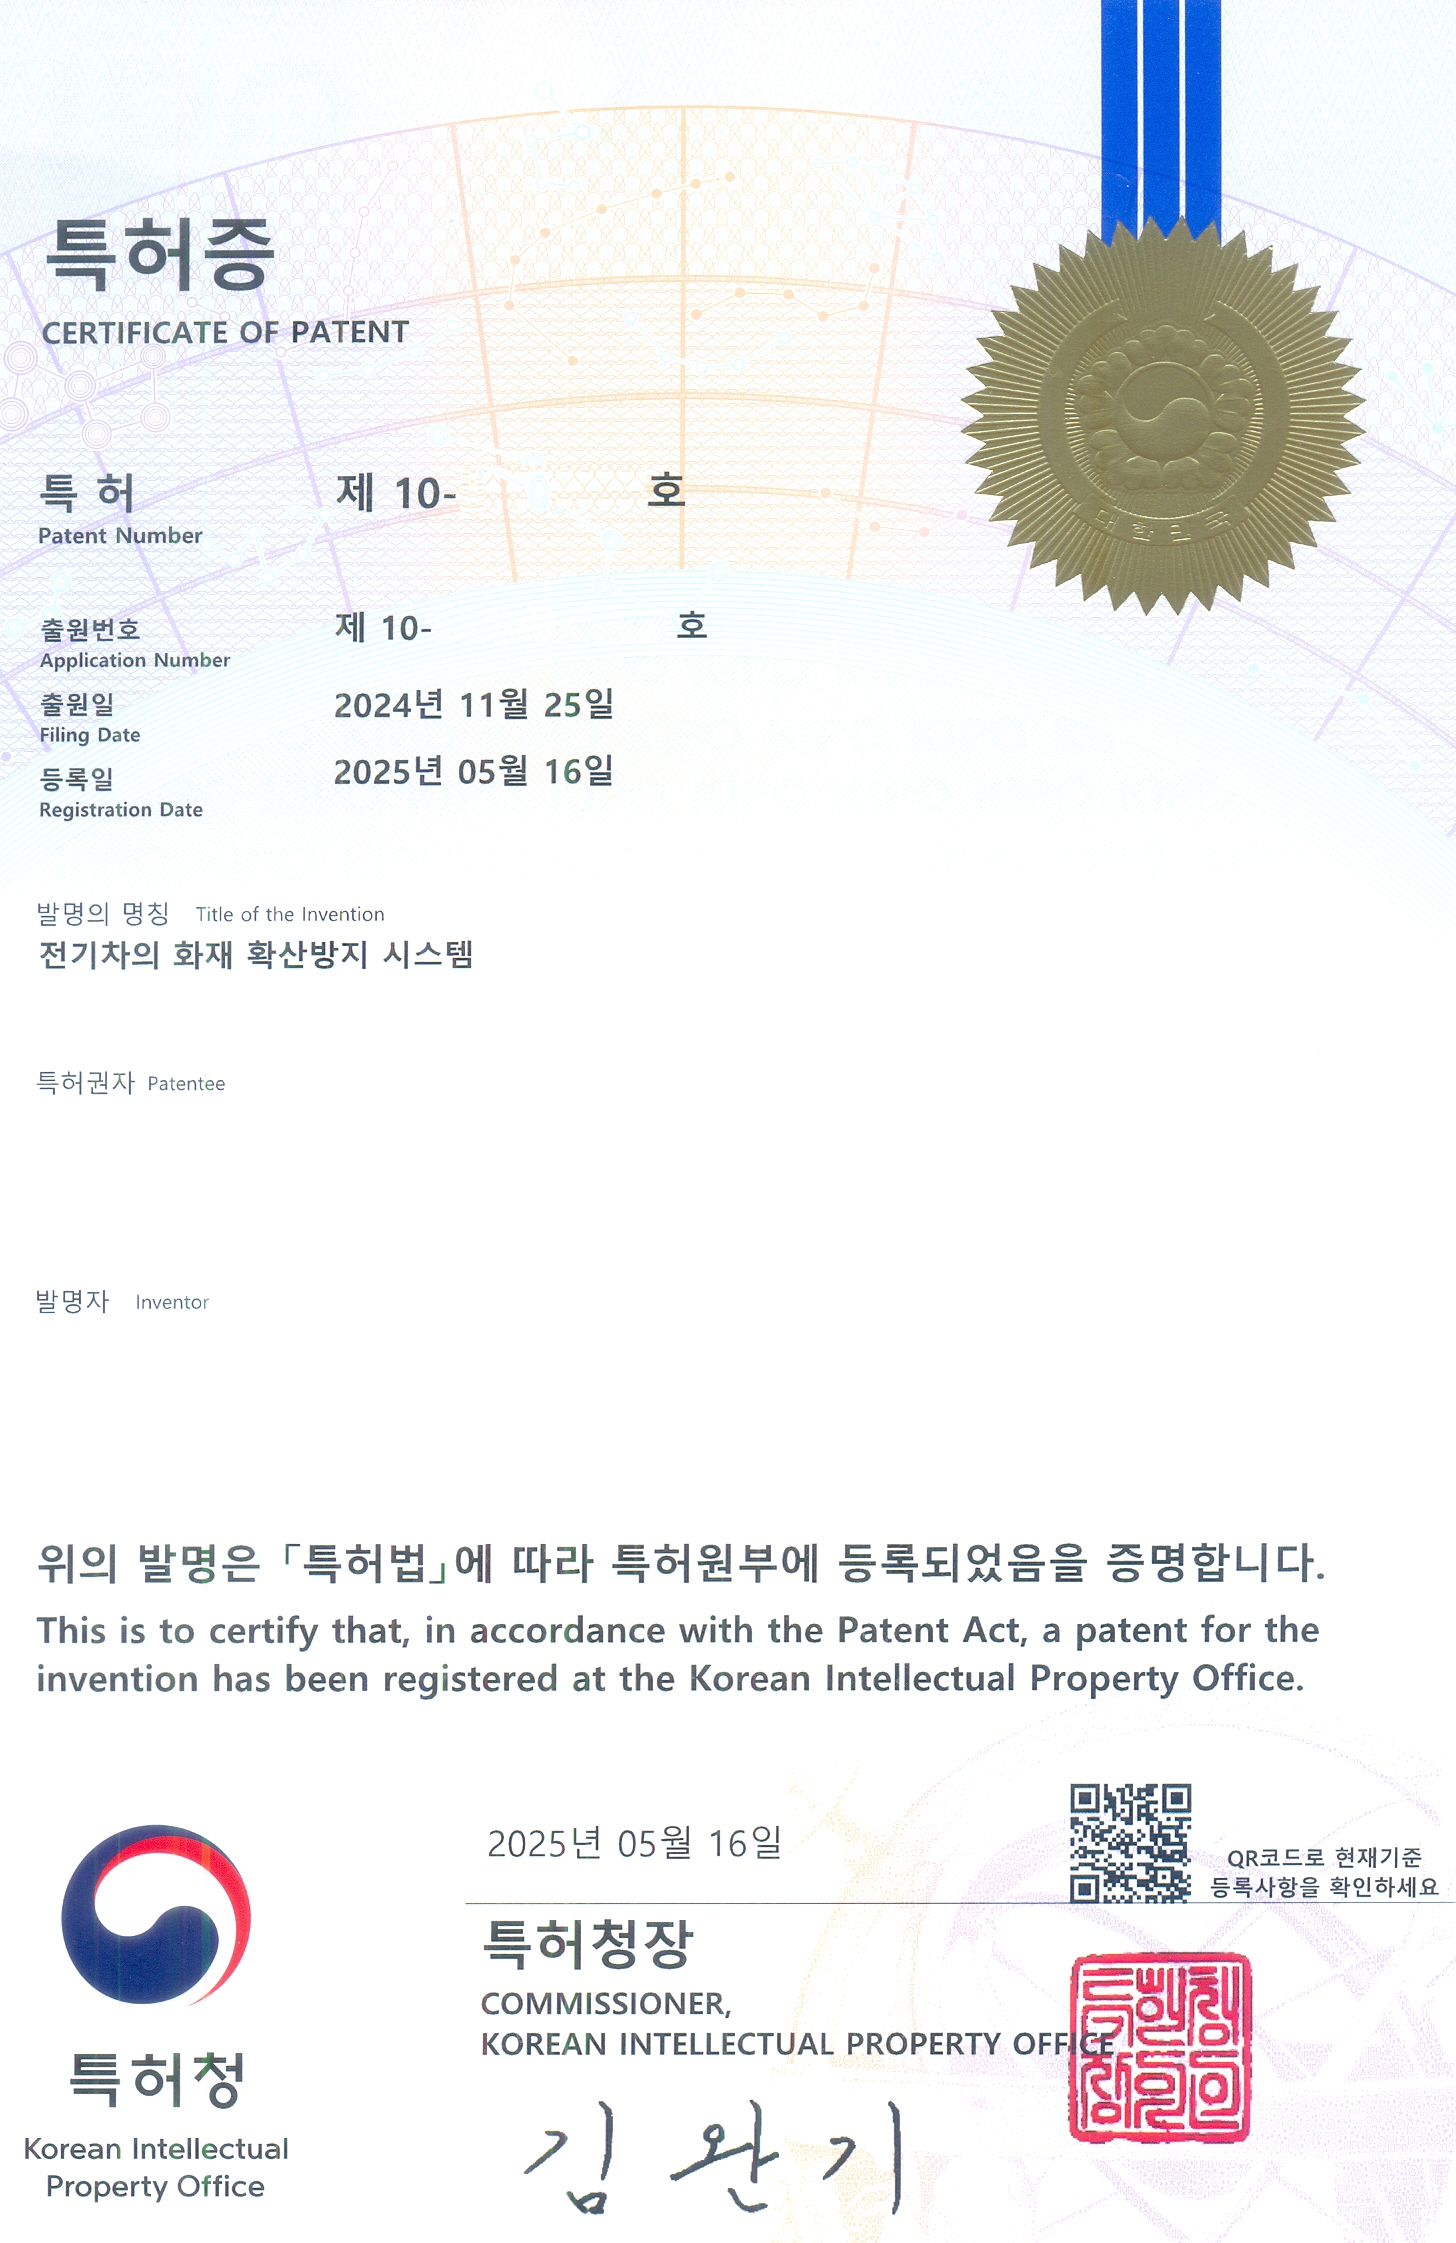 특허증
CERTIFICATE OF PATENT
대한민국
특 허 제 10- 호
Patent Number
출원번호 제 10- 호
Application Number
출원일 2024년 11월 25일
Filing Date
등록일 2025년 05월 16일
Registration Date
발명의 명칭 Title of the Invention
전기차의 화재 확산방지 시스템
특허권자 Patentee
발명자 Inventor
위의 발명은 「특허법」에 따라 특허원부에 등록되었음을 증명합니다.
This is to certify that, in accordance with the Patent Act, a patent for the
invention has been registered at the Korean Intellectual Property Office.
2025년 05월 16일
QR코드로 현재기준
등록사항을 확인하세요
특허청장
COMMISSIONER,
KOREAN INTELLECTUAL PROPERTY OFFICE
김 완 기
특허청
Korean Intellectual
Property Office